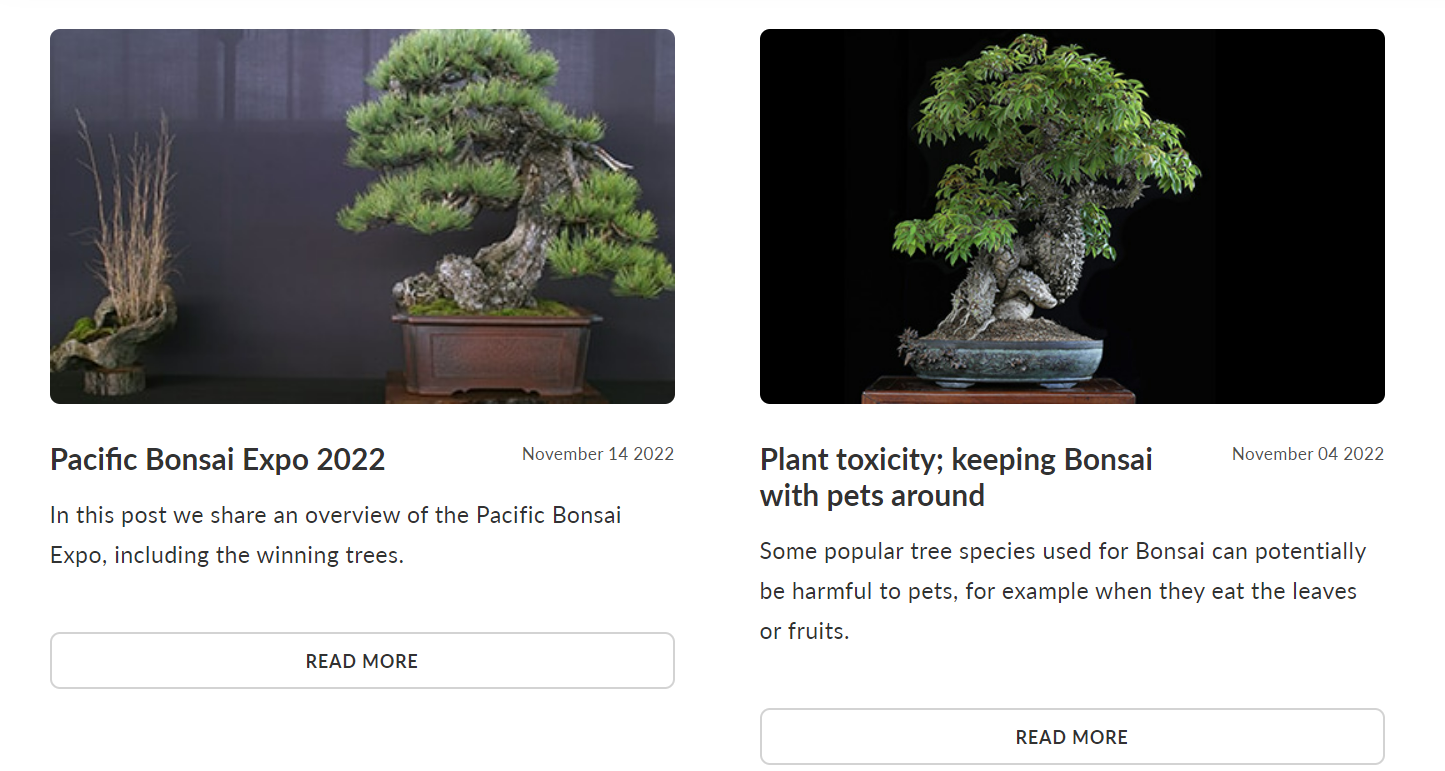 Pacific Bonsai Expo 2022
November 14 2022
In this post we share an overview of the Pacific Bonsai
Expo, including the winning trees.
READ MORE
Plant toxicity; keeping Bonsai
with pets around
November 04 2022
Some popular tree species used for Bonsai can potentially
be harmful to pets, for example when they eat the leaves
or fruits.
READ MORE